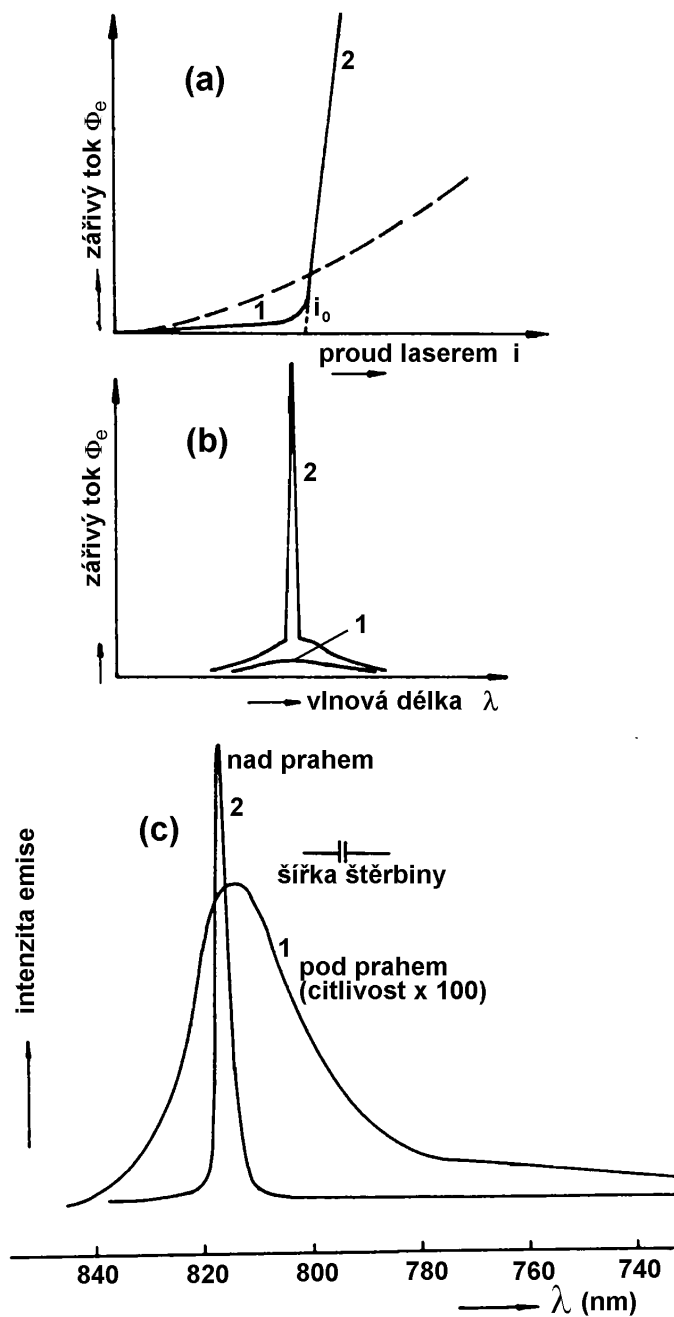 (a)
2
zářivý tok Φe
1
i0
proud laserem i
(b)
2
zářivý tok Φe
1
vlnová délka λ
nad prahem
2
(c)
šířka štěrbiny
intenzita emise
1
pod prahem
(citlivost x 100)
840 820 800 780 760 740
λ (nm)